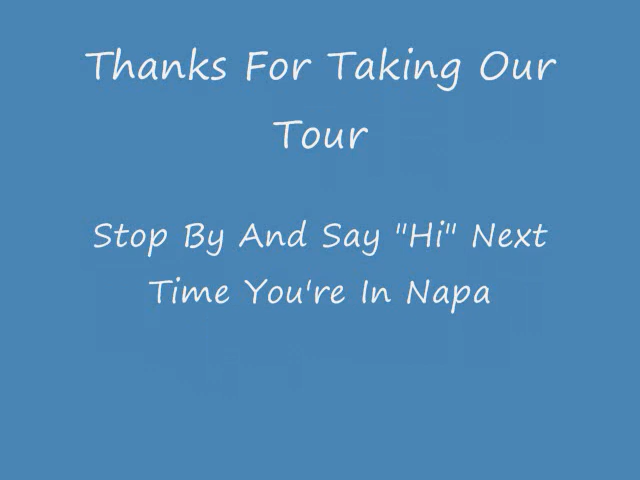 Thanks For Taking Our
Tour
Stop By And Say "Hi" Next
Time You're In Napa